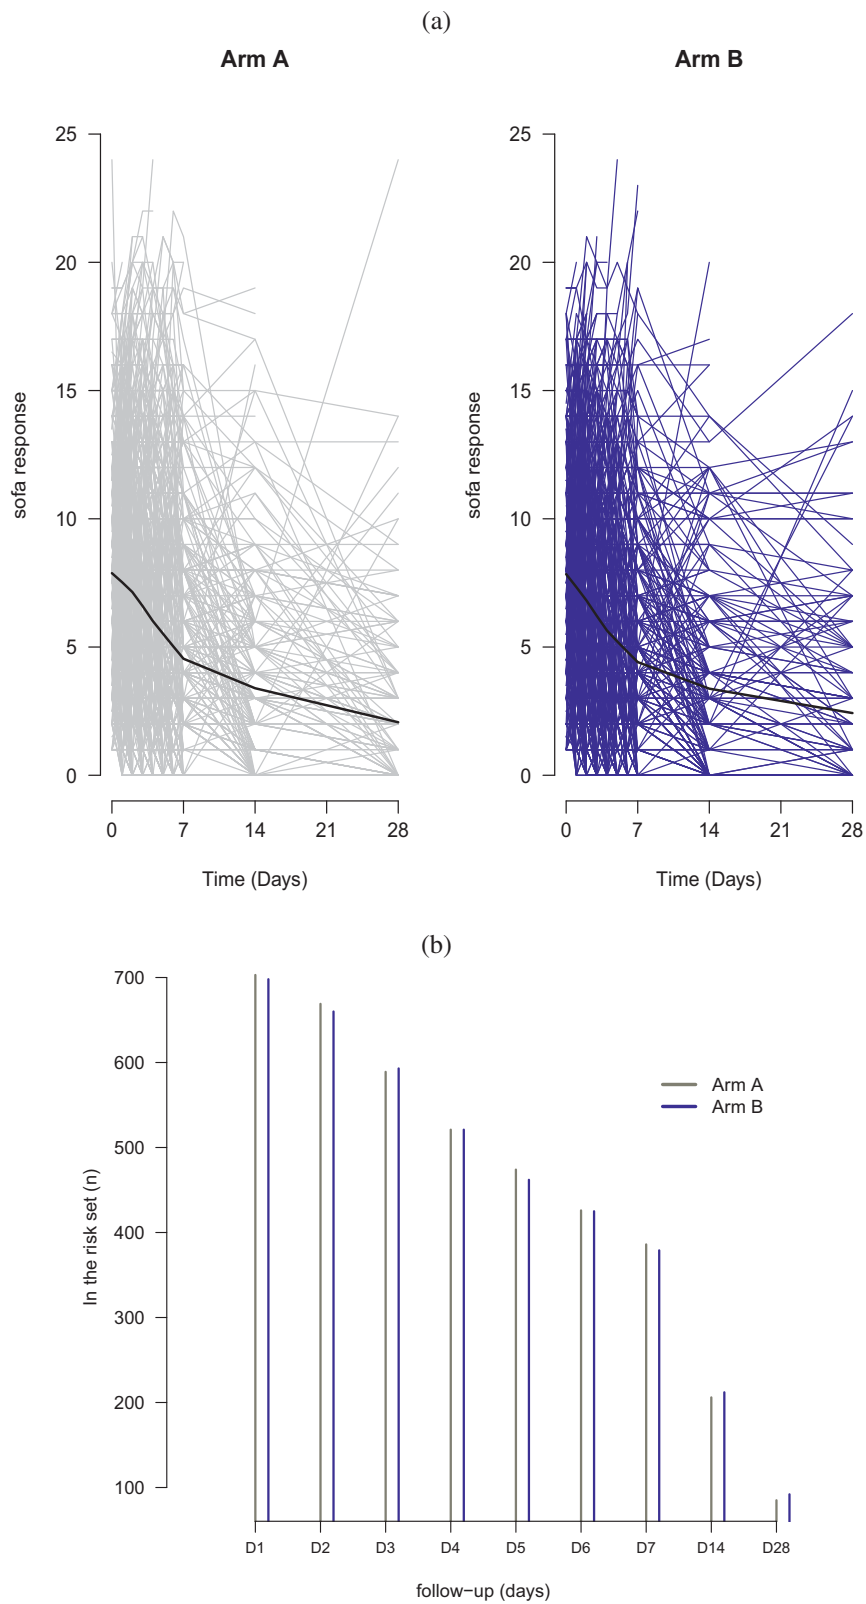 (a)
Arm A
Arm B
25
20
15
10
5
0
sofa response
0 7 14 21 28
Time (Days)
25
20
15
10
5
0
sofa response
0 7 14 21 28
Time (Days)
(b)
700
600
500
400
300
200
100
In the risk set (n)
Arm A
Arm B
D1 D2 D3 D4 D5 D6 D7 D14 D28
follow−up (days)